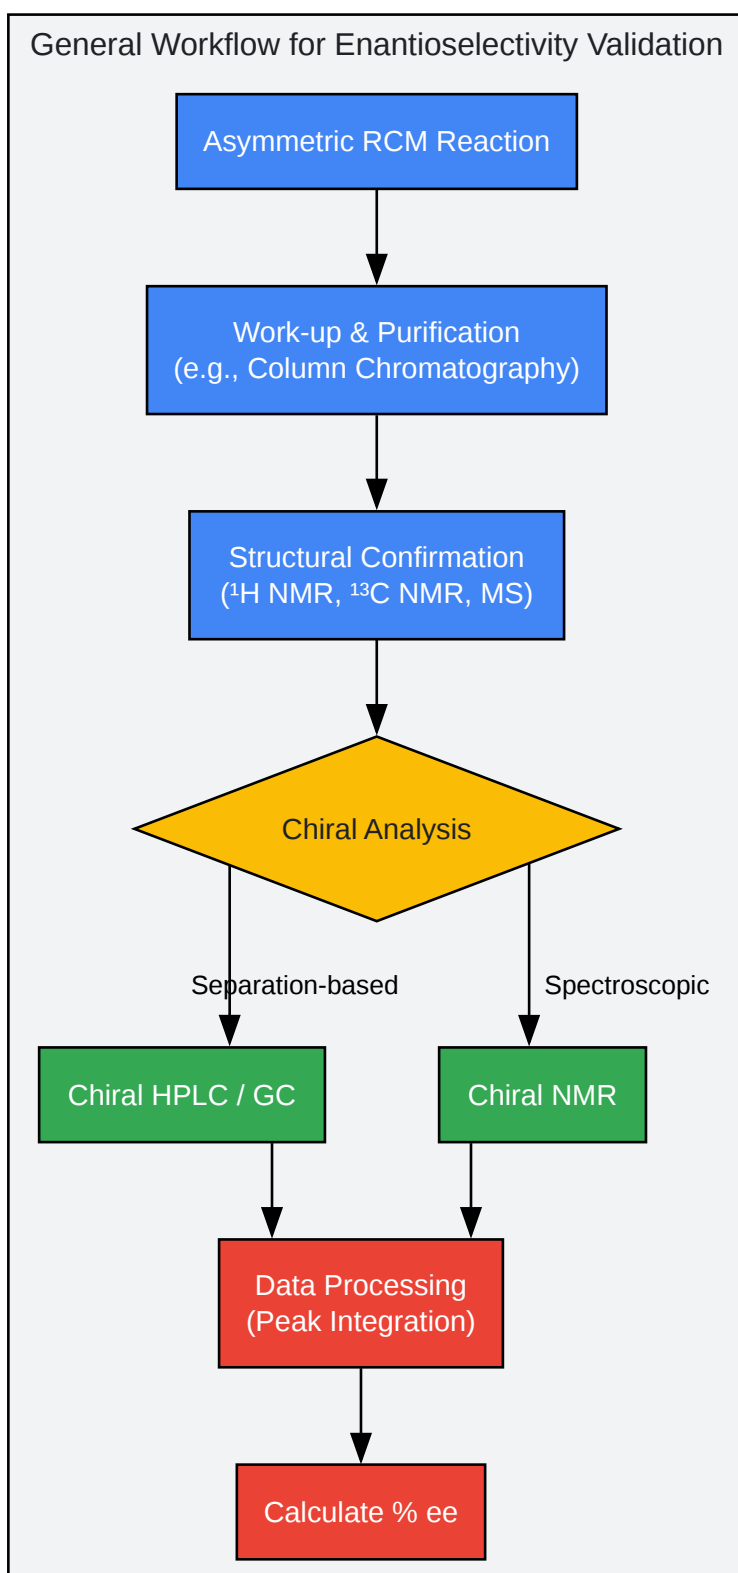 General Workflow for Enantioselectivity Validation
Asymmetric RCM Reaction
Work-up & Purification
(e.g., Column Chromatography)
Structural Confirmation
(¹H NMR, ¹³C NMR, MS)
Chiral Analysis
Separation-based
Spectroscopic
Chiral HPLC / GC
Chiral NMR
Data Processing
(Peak Integration)
Calculate % ee